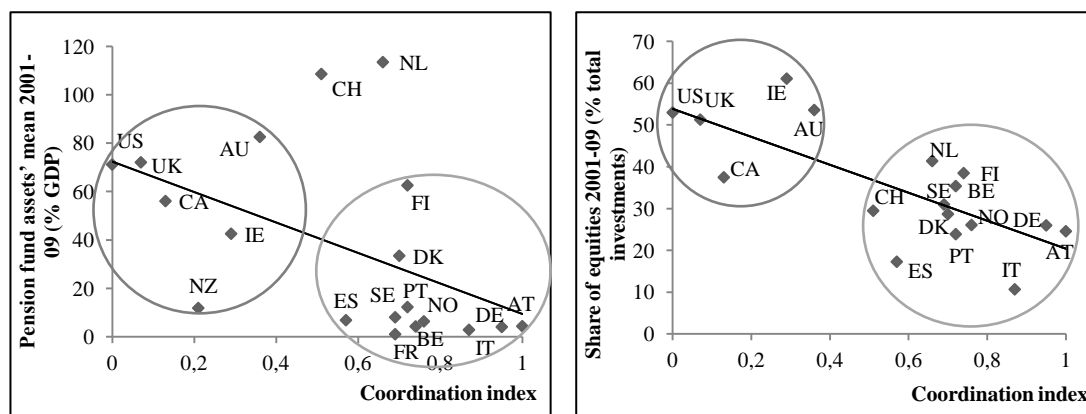 Pension fund assets' mean 2001-
09 (% GDP)
120
100
80
60
40
20
0
NL
CH
US
UK
AU
CA
FI
IE
DK
NZ
ES
SE
PT
NO
AT
DE
FR
BE
IT
0
0,2
0,4
0,6
0,8
1
Coordination index
Share of equities 2001-09 (% total
investments)
70
60
50
40
30
20
10
0
US
UK
IE
AU
CA
NL
FI
CH
SE
BE
DK
NO
DE
PT
AT
ES
IT
0
0,2
0,4
0,6
0,8
1
Coordination index